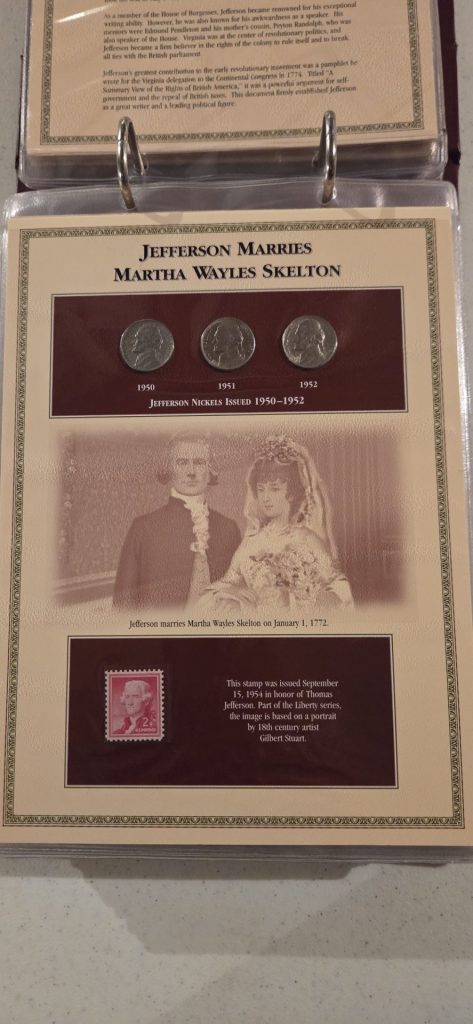 As a member of the House of Burgesses, Jefferson became renowned for his exceptional
writing ability. However, he was also known for his awkwardness as a speaker. His
mentors were Edmund Pendleton and his mother's cousin, Peyton Randolph, who was
also speaker of the House. Virginia was at the center of revolutionary politics, and
Jefferson became a firm believer in the rights of the colony to rule itself and to break
all ties with the British parliament.
Jefferson's greatest contribution to the early revolutionary movement was a pamphlet he
wrote for the Virginia delegation to the Continental Congress in 1774. Titled "A
Summary View of the Rights of British America," it was a powerful argument for self-
government and the repeal of British taxes. This document firmly established Jefferson
as a great writer and a leading political figure.
JEFFERSON MARRIES
MARTHA WAYLES SKELTON
1950 1951 1952
JEFFERSON NICKELS ISSUED 1950–1952
Jefferson marries Martha Wayles Skelton on January 1, 1772.
2¢
This stamp was issued September
15, 1954 in honor of Thomas
Jefferson. Part of the Liberty series,
the image is based on a portrait
by 18th century artist
Gilbert Stuart.